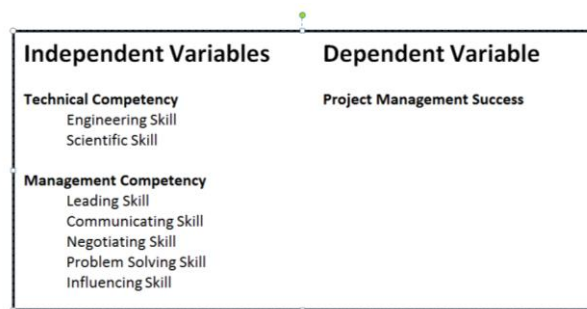 Independent Variables
Dependent Variable
Technical Competency
Project Management Success
Engineering Skill
Scientific Skill
Management Competency
Leading Skill
Communicating Skill
Negotiating Skill
Problem Solving Skill
Influencing Skill